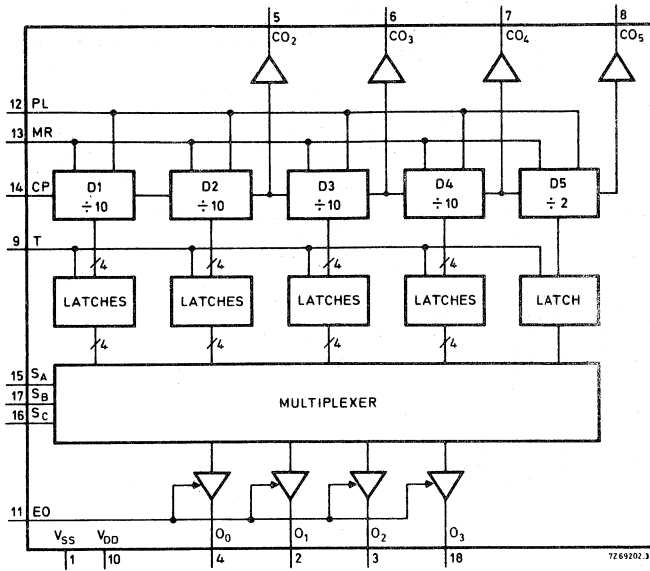 5 6 7 8
CO2 CO3 CO4 CO5
12 PL
13 MR
14 CP
D1 D2 D3 D4 D5
÷10 ÷10 ÷10 ÷10 ÷2
9 T
4 4 4 4
LATCHES LATCHES LATCHES LATCHES LATCH
4 4 4 4
15 SA
17 SB
16 SC
MULTIPLEXER
11 EO
VSS VDD O0 O1 O2 O3
1 10 4 2 3 18
7Z69202.3